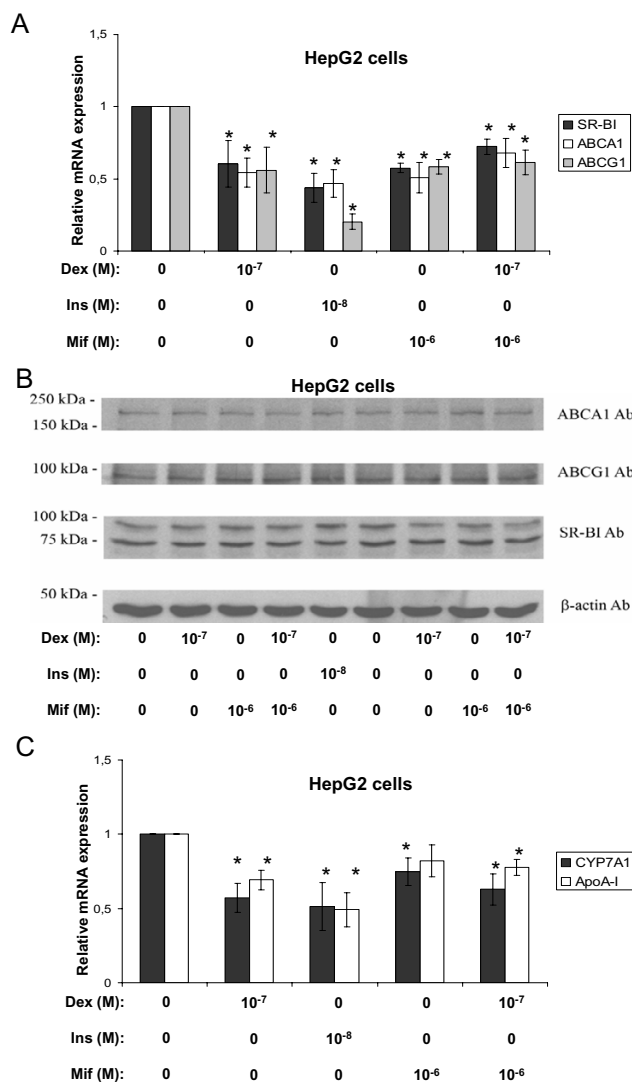 A
1,5
HepG2 cells
Relative mRNA expression
1
0,5
0
SR-BI
ABCA1
ABCG1
* * * * * * * * * * * *
Dex (M): 0 10⁻⁷ 0 0 10⁻⁷
Ins (M): 0 0 10⁻⁸ 0 0
Mif (M): 0 0 0 10⁻⁶ 10⁻⁶
B
HepG2 cells
250 kDa -
150 kDa -
ABCA1 Ab
100 kDa -
ABCG1 Ab
100 kDa -
75 kDa -
SR-BI Ab
50 kDa -
β-actin Ab
Dex (M): 0 10⁻⁷ 0 10⁻⁷ 0 0 10⁻⁷ 0 10⁻⁷
Ins (M): 0 0 0 0 10⁻⁸ 0 0 0 0
Mif (M): 0 0 10⁻⁶ 10⁻⁶ 0 0 0 10⁻⁶ 10⁻⁶
C
1,5
HepG2 cells
Relative mRNA expression
1
0,5
0
CYP7A1
ApoA-I
* * * * * * *
Dex (M): 0 10⁻⁷ 0 0 10⁻⁷
Ins (M): 0 0 10⁻⁸ 0 0
Mif (M): 0 0 0 10⁻⁶ 10⁻⁶